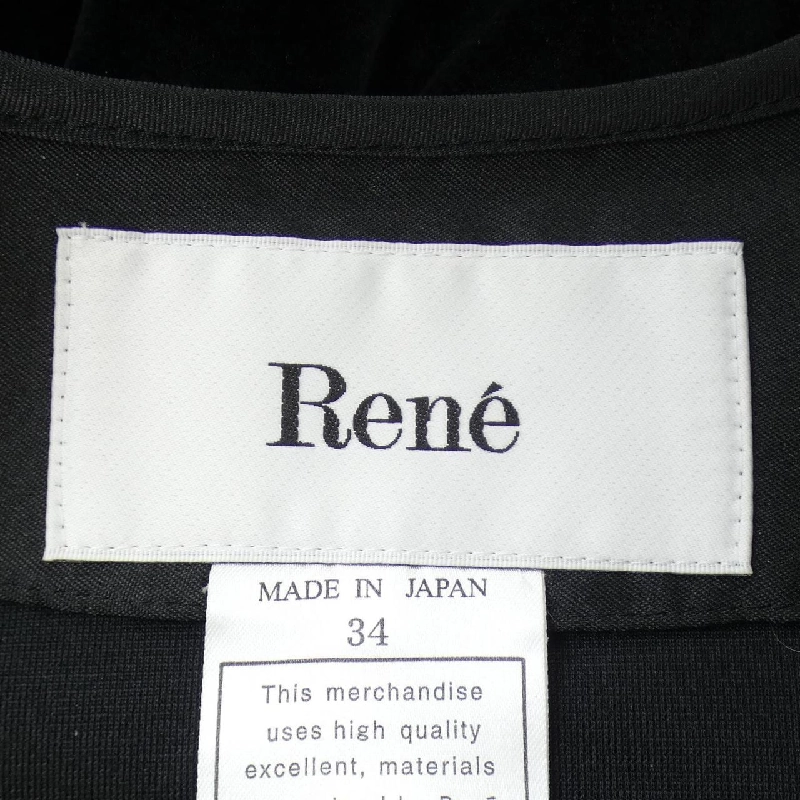 René
MADE IN JAPAN
34
This merchandise
uses high quality
excellent, materials